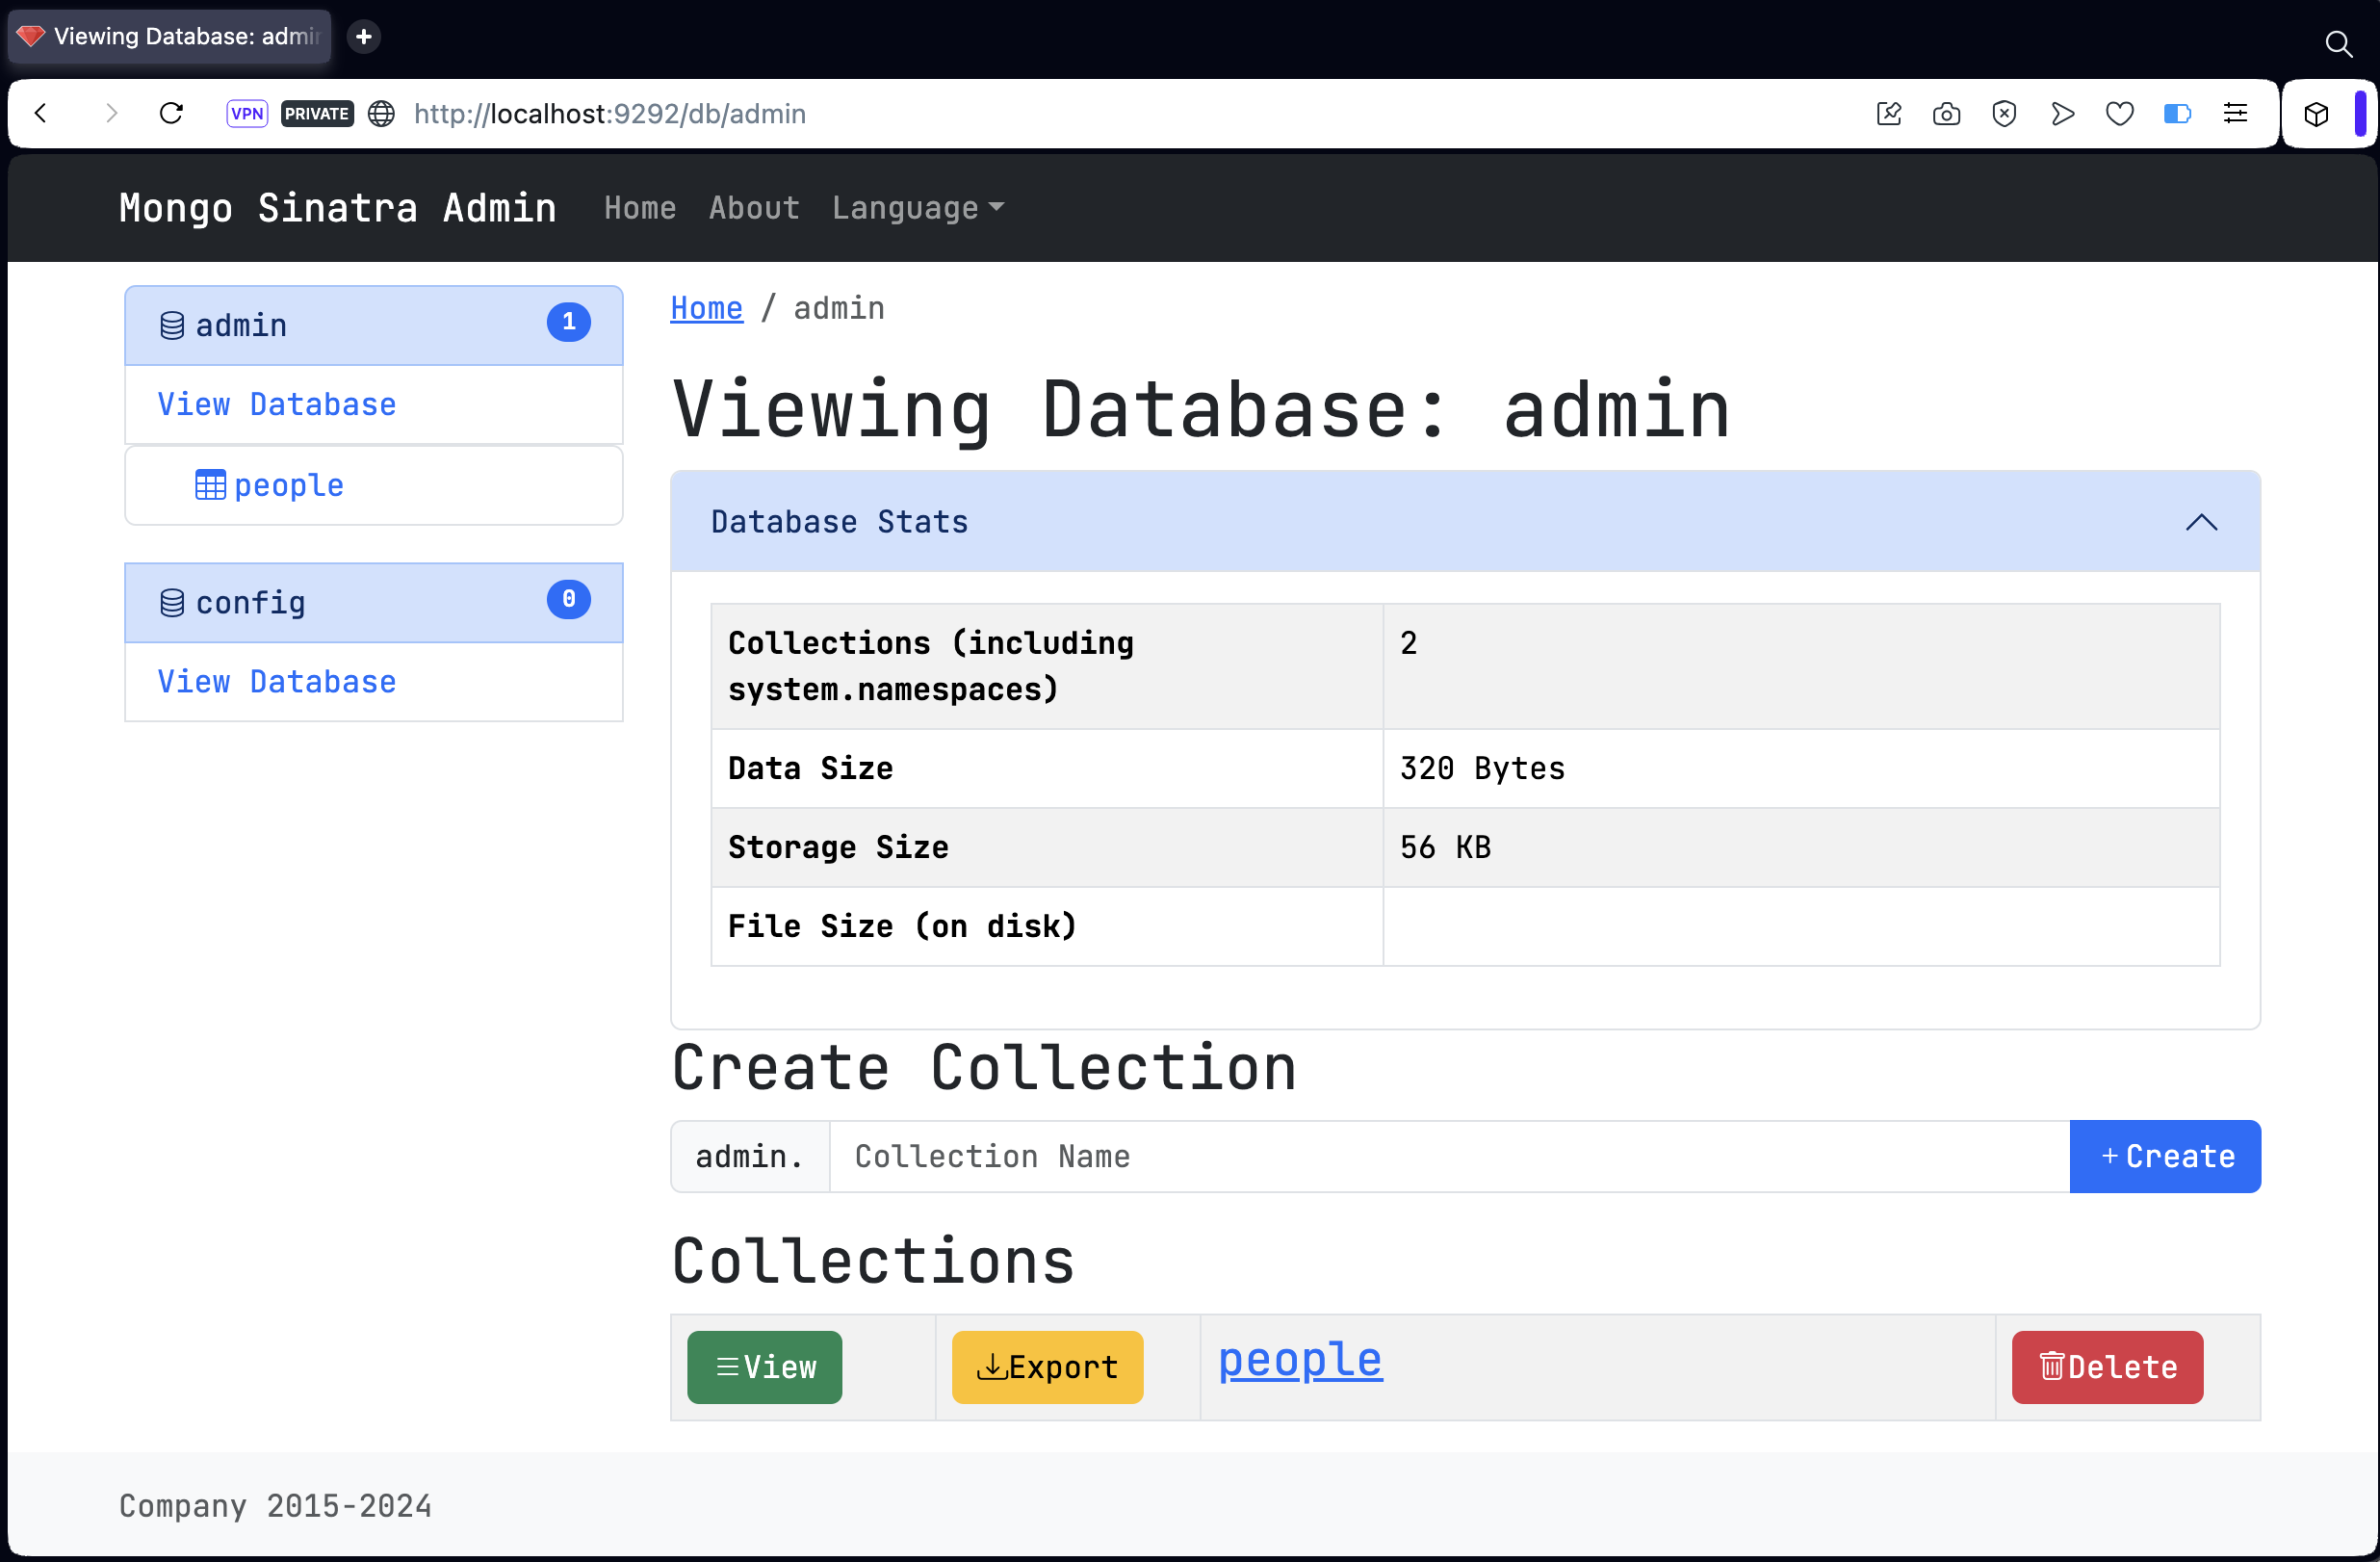 Viewing Database: admin
VPN PRIVATE http://localhost:9292/db/admin
Mongo Sinatra Admin Home About Language
admin 1
View Database
people
config 0
View Database
Home / admin
Viewing Database: admin
Database Stats
Collections (including system.namespaces) 2
Data Size 320 Bytes
Storage Size 56 KB
File Size (on disk)
Create Collection
admin. Collection Name + Create
Collections
View Export people Delete
Company 2015-2024